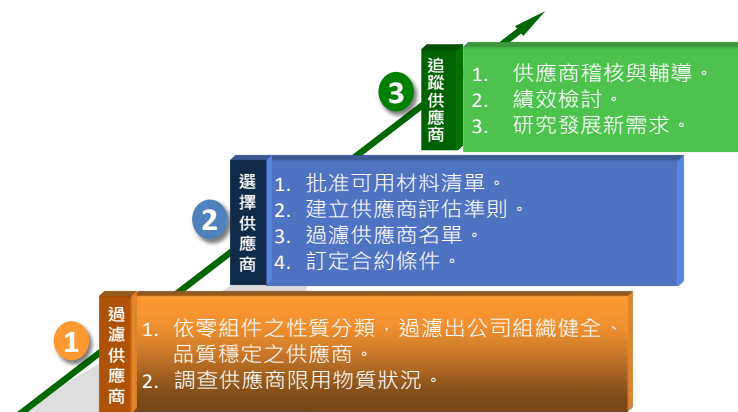 3
追蹤供應商
1. 供應商稽核與輔導。
2. 績效檢討。
3. 研究發展新需求。
2
選擇供應商
1. 批准可用材料清單。
2. 建立供應商評估準則。
3. 過濾供應商名單。
4. 訂定合約條件。
1
過濾供應商
1. 依零組件之性質分類，過濾出公司組織健全、
品質穩定之供應商。
2. 調查供應商限用物質狀況。